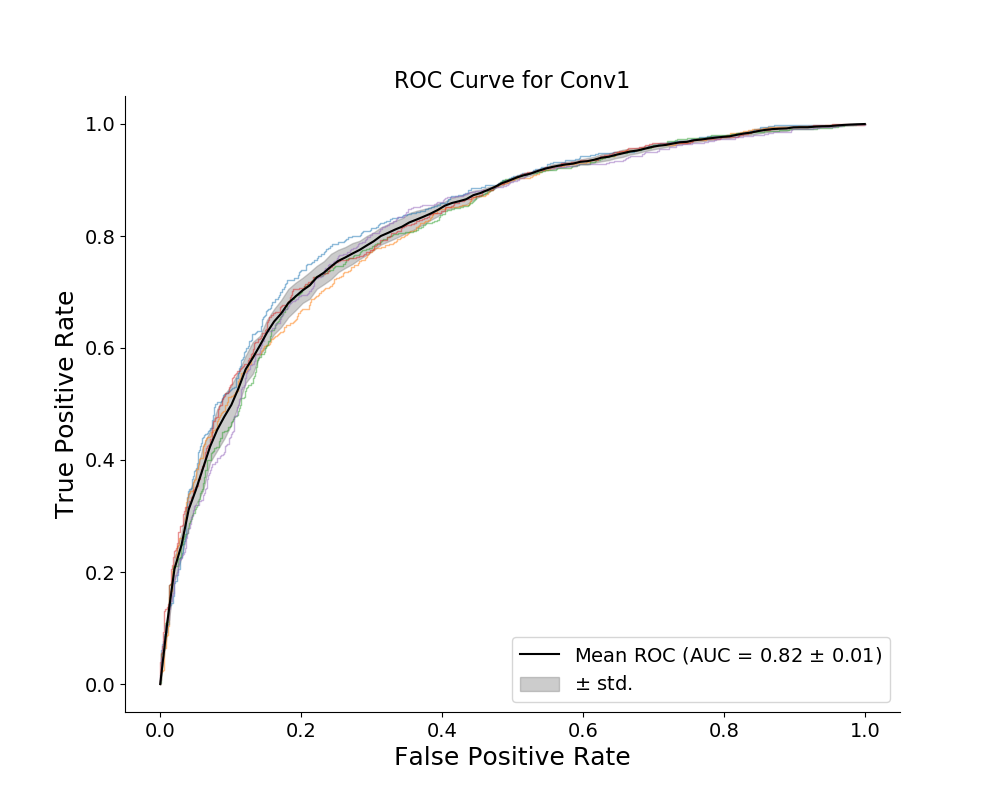 ROC Curve for Conv1
True Positive Rate
1.0
0.8
0.6
0.4
0.2
0.0
Mean ROC (AUC = 0.82 ± 0.01)
± std.
0.0 0.2 0.4 0.6 0.8 1.0
False Positive Rate